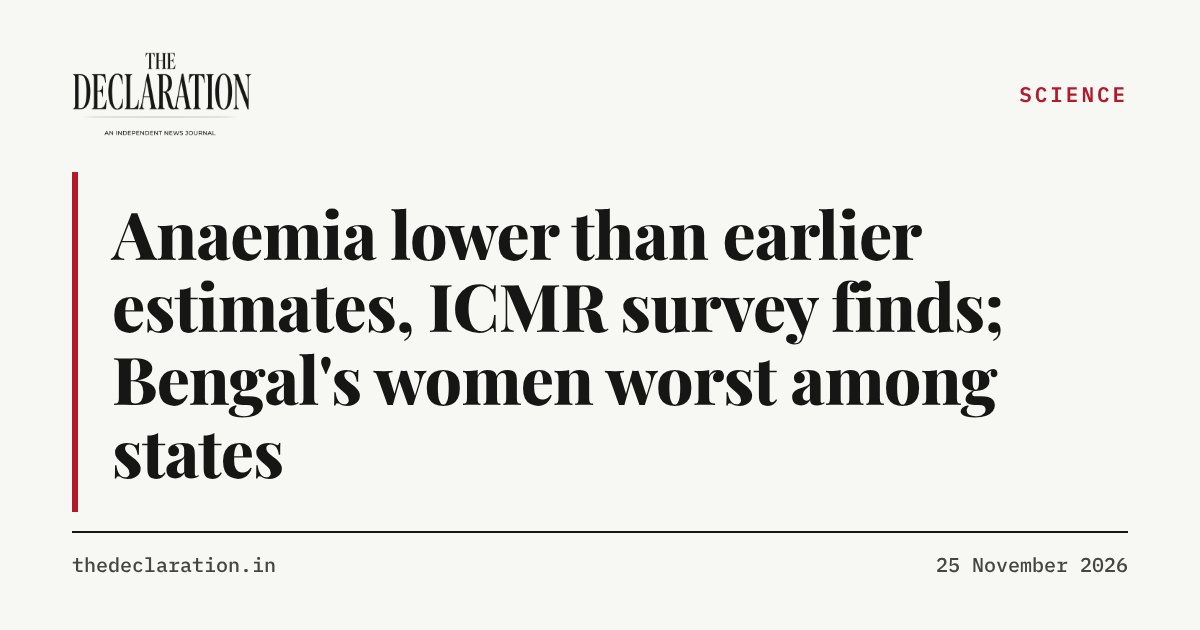 THE
DECLARATION
AN INDEPENDENT NEWS JOURNAL
SCIENCE
Anaemia lower than earlier
estimates, ICMR survey finds;
Bengal's women worst among
states
thedeclaration.in
25 November 2026